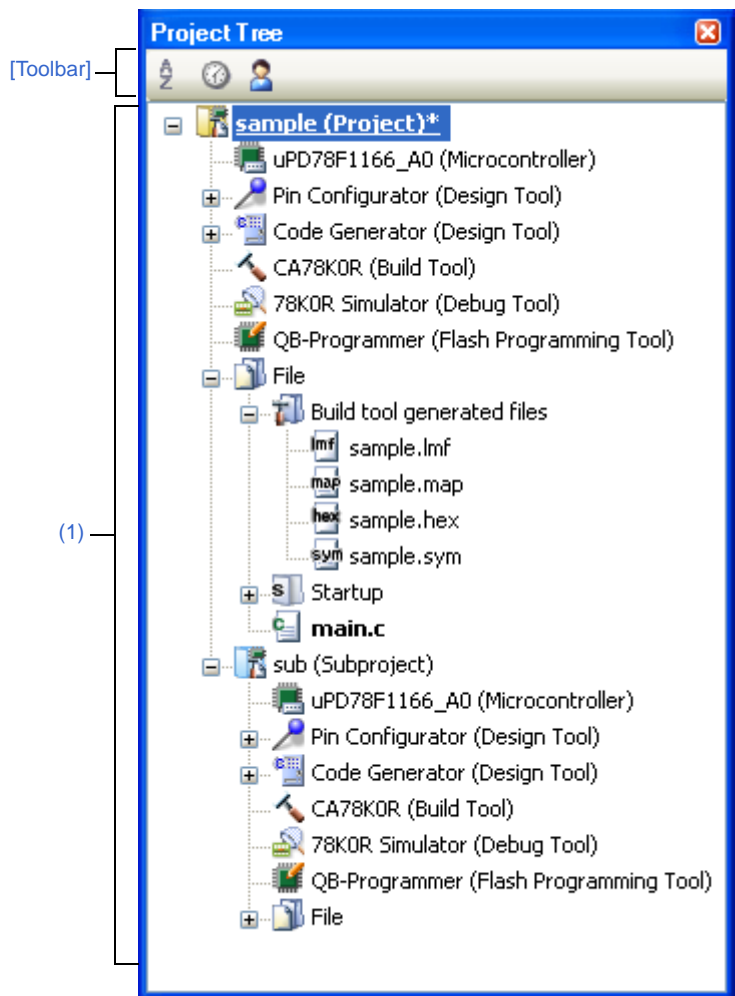 Project Tree
[Toolbar]
sample (Project)*
uPD78F1166_A0 (Microcontroller)
Pin Configurator (Design Tool)
Code Generator (Design Tool)
CA78K0R (Build Tool)
78K0R Simulator (Debug Tool)
QB-Programmer (Flash Programming Tool)
File
Build tool generated files
lmf sample.lmf
map sample.map
(1)
hex sample.hex
sym sample.sym
S Startup
C main.c
sub (Subproject)
uPD78F1166_A0 (Microcontroller)
Pin Configurator (Design Tool)
Code Generator (Design Tool)
CA78K0R (Build Tool)
78K0R Simulator (Debug Tool)
QB-Programmer (Flash Programming Tool)
File